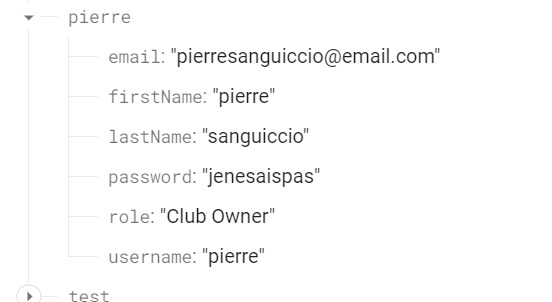 pierre
email: "pierresanguiccio@email.com"
firstName: "pierre"
lastName: "sanguiccio"
password: "jenesaispas"
role: "Club Owner"
username: "pierre"
test